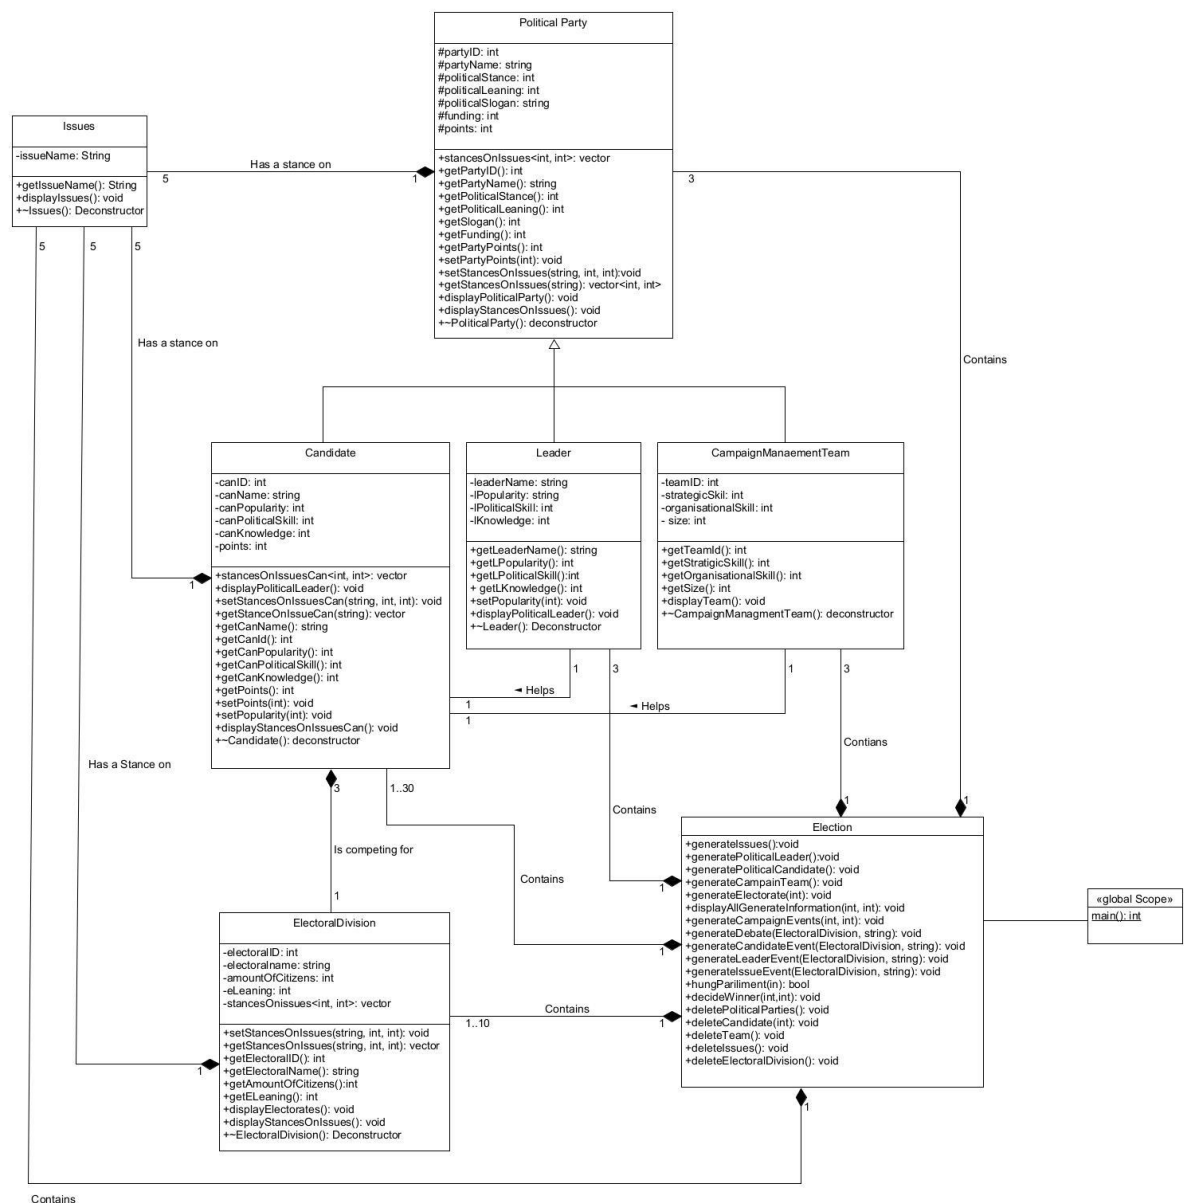 Political Party
#partyID: int
#partyName: string
#politicalStance: int
#politicalLeaning: int
#politicalSlogan: string
#funding: int
#points: int
+stancesOnIssues<int, int>: vector
+getPartyID(): int
+getPartyName(): string
+getPoliticalStance(): int
+getPoliticalLeaning(): int
+getSlogan(): int
+getFunding(): int
+getPartyPoints(): int
+setPartyPoints(int): void
+setStancesOnIssues(string, int, int):void
+getStancesOnIssues(string): vector<int, int>
+displayPoliticalParty(): void
+displayStancesOnIssues(): void
+~PoliticalParty(): deconstructor
Issues
-issueName: String
+getIssueName(): String
+displayIssues(): void
+~Issues(): Deconstructor
Has a stance on
5
1
3
5
5
5
Has a stance on
Contains
Candidate
-canID: int
-canName: string
-canPopularity: int
-canPoliticalSkill: int
-canKnowledge: int
-points: int
+stancesOnIssuesCan<int, int>: vector
+displayPoliticalLeader(): void
+setStancesOnIssuesCan(string, int, int): void
+getStanceOnIssueCan(string): vector
+getCanName(): string
+getCanId(): int
+getCanPopularity(): int
+getCanPoliticalSkill(): int
+getCanKnowledge(): int
+getPoints(): int
+setPoints(int): void
+setPopularity(int): void
+displayStancesOnIssuesCan(): void
+~Candidate(): deconstructor
1
Leader
-leaderName: string
-lPopularity: string
-lPoliticalSkill: int
-lKnowledge: int
+getLeaderName(): string
+getLPopularity(): int
+getLPoliticalSkill():int
+ getLKnowledge(): int
+setPopularity(int): void
+displayPoliticalLeader(): void
+~Leader(): Deconstructor
CampaignManaementTeam
-teamID: int
-strategicSkil: int
-organisationalSkill: int
- size: int
+getTeamId(): int
+getStratigicSkill(): int
+getOrganisationalSkill(): int
+getSize(): int
+displayTeam(): void
+~CampaignManagmentTeam(): deconstructor
1
3
1
3
◄ Helps
1
◄ Helps
1
Contians
Has a Stance on
3
1..30
1
1
Contains
Is competing for
Contains
1
1
1
ElectoralDivision
-electoralID: int
-electoralname: string
-amountOfCitizens: int
-eLeaning: int
-stancesOnissues<int, int>: vector
+setStancesOnIssues(string, int, int): void
+getStancesOnIssues(string, int, int): vector
+getElectoralID(): int
+getElectoralName(): string
+getAmountOfCitizens():int
+getELeaning(): int
+displayElectorates(): void
+displayStancesOnIssues(): void
+~ElectoralDivision(): Deconstructor
1
Contains
1..10
1
Election
+generateIssues():void
+generatePoliticalLeader():void
+generatePoliticalCandidate(): void
+generateCampainTeam(): void
+generateElectorate(int): void
+displayAllGenerateInformation(int, int): void
+generateCampaignEvents(int, int): void
+generateDebate(ElectoralDivision, string): void
+generateCandidateEvent(ElectoralDivision, string): void
+generateLeaderEvent(ElectoralDivision, string): void
+generateIssueEvent(ElectoralDivision, string): void
+hungPariliment(in): bool
+decideWinner(int,int): void
+deletePoliticalParties(): void
+deleteCandidate(int): void
+deleteTeam(): void
+deleteIssues(): void
+deleteElectoralDivision(): void
«global Scope»
main(): int
1
Contains